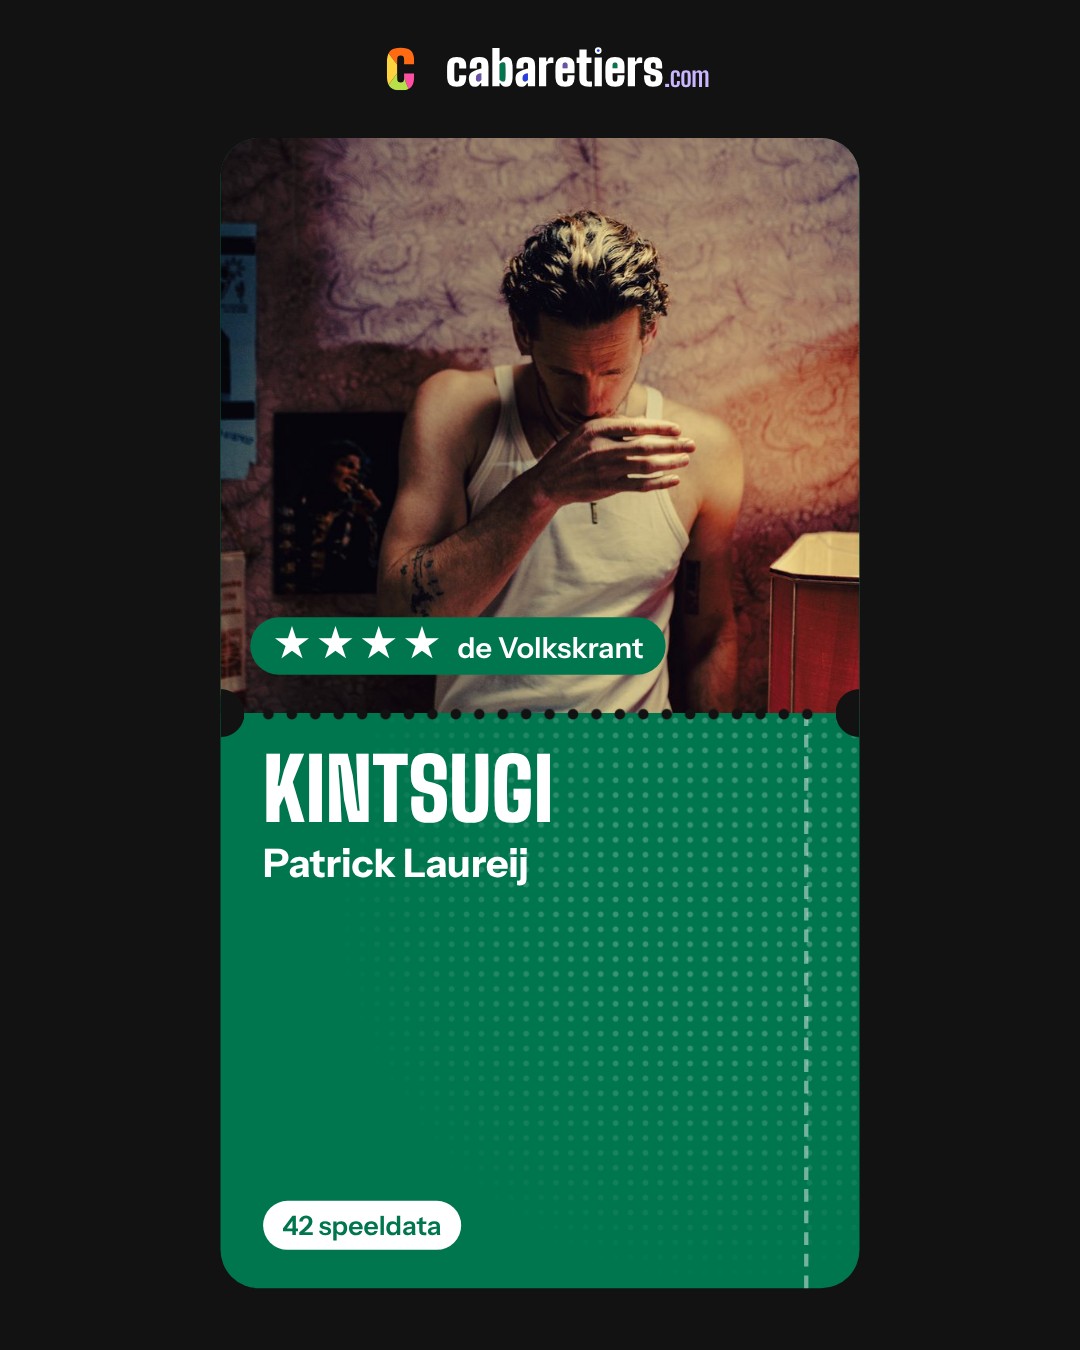 cabaretiers.com
★★★★ de Volkskrant
KINTSUGI
Patrick Laureij
42 speeldata